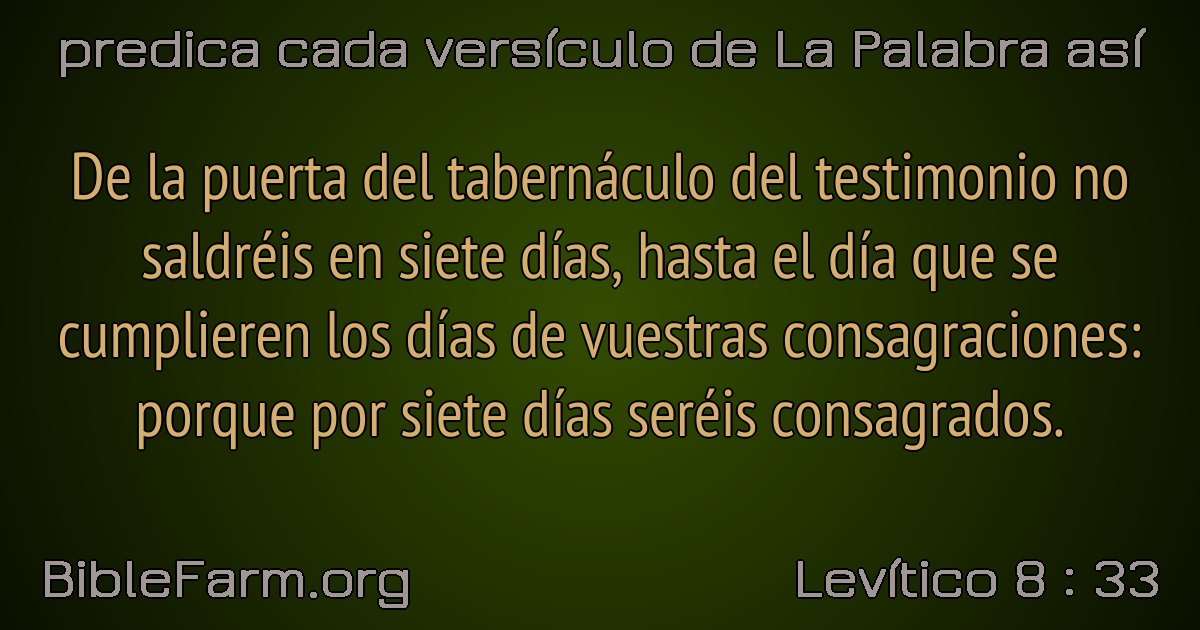 predica cada versículo de La Palabra así
De la puerta del tabernáculo del testimonio no
saldréis en siete días, hasta el día que se
cumplieren los días de vuestras consagraciones:
porque por siete días seréis consagrados.
BibleFarm.org
Levítico 8 : 33